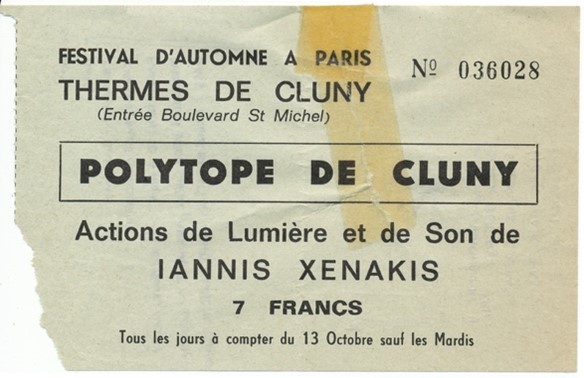 FESTIVAL D'AUTOMNE A PARIS
Nº 036028
THERMES DE CLUNY
(Entrée Boulevard St Michel)
POLYTOPE DE CLUNY
Actions de Lumière et de Son de
IANNIS XENAKIS
7 FRANCS
Tous les jours à compter du 13 Octobre sauf les Mardis